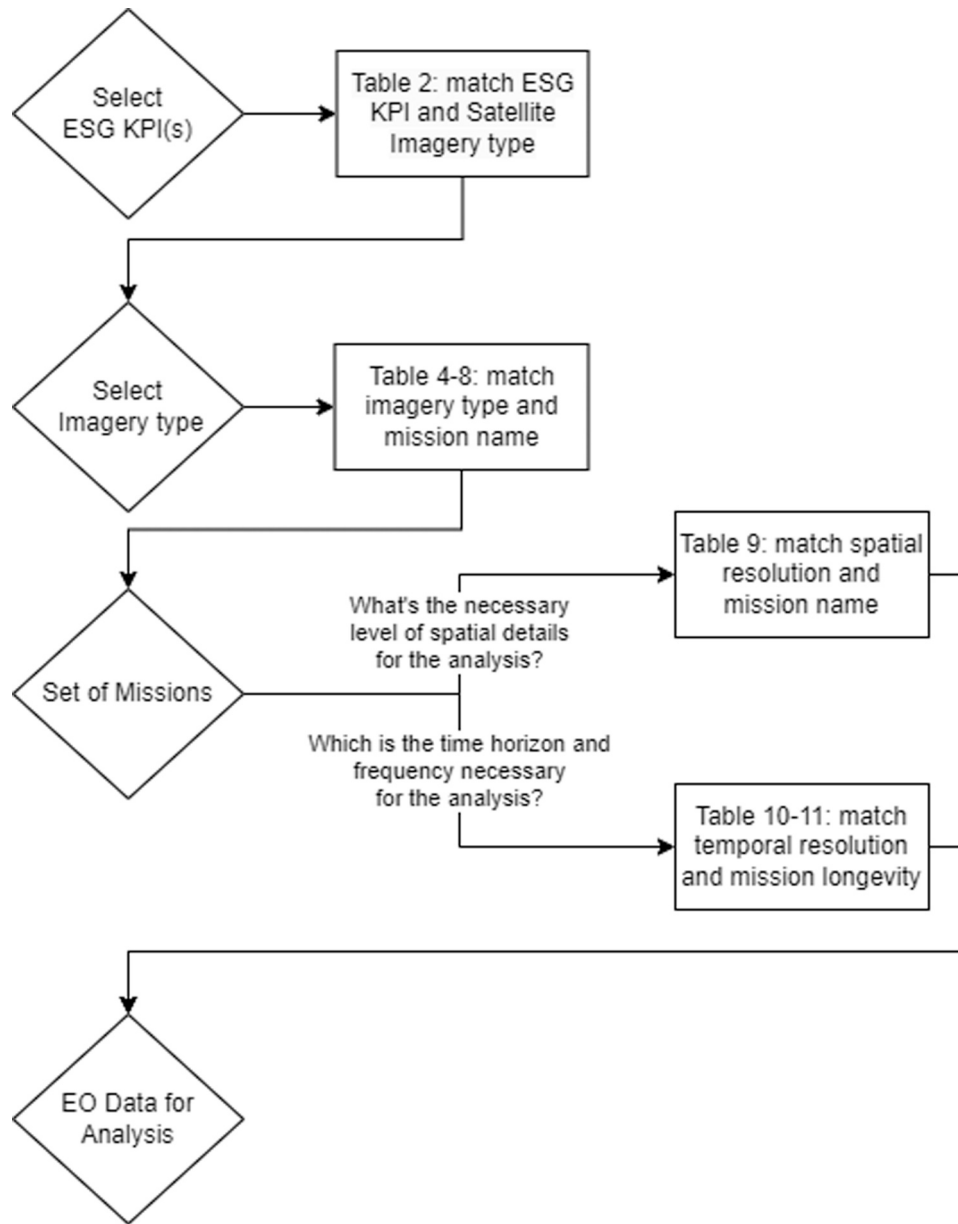 Select
ESG KPI(s)
Table 2: match ESG
KPI and Satellite
Imagery type
Select
Imagery type
Table 4-8: match
imagery type and
mission name
Set of Missions
What's the necessary
level of spatial details
for the analysis?
Table 9: match spatial
resolution and
mission name
Which is the time horizon and
frequency necessary
for the analysis?
Table 10-11: match
temporal resolution
and mission longevity
EO Data for
Analysis